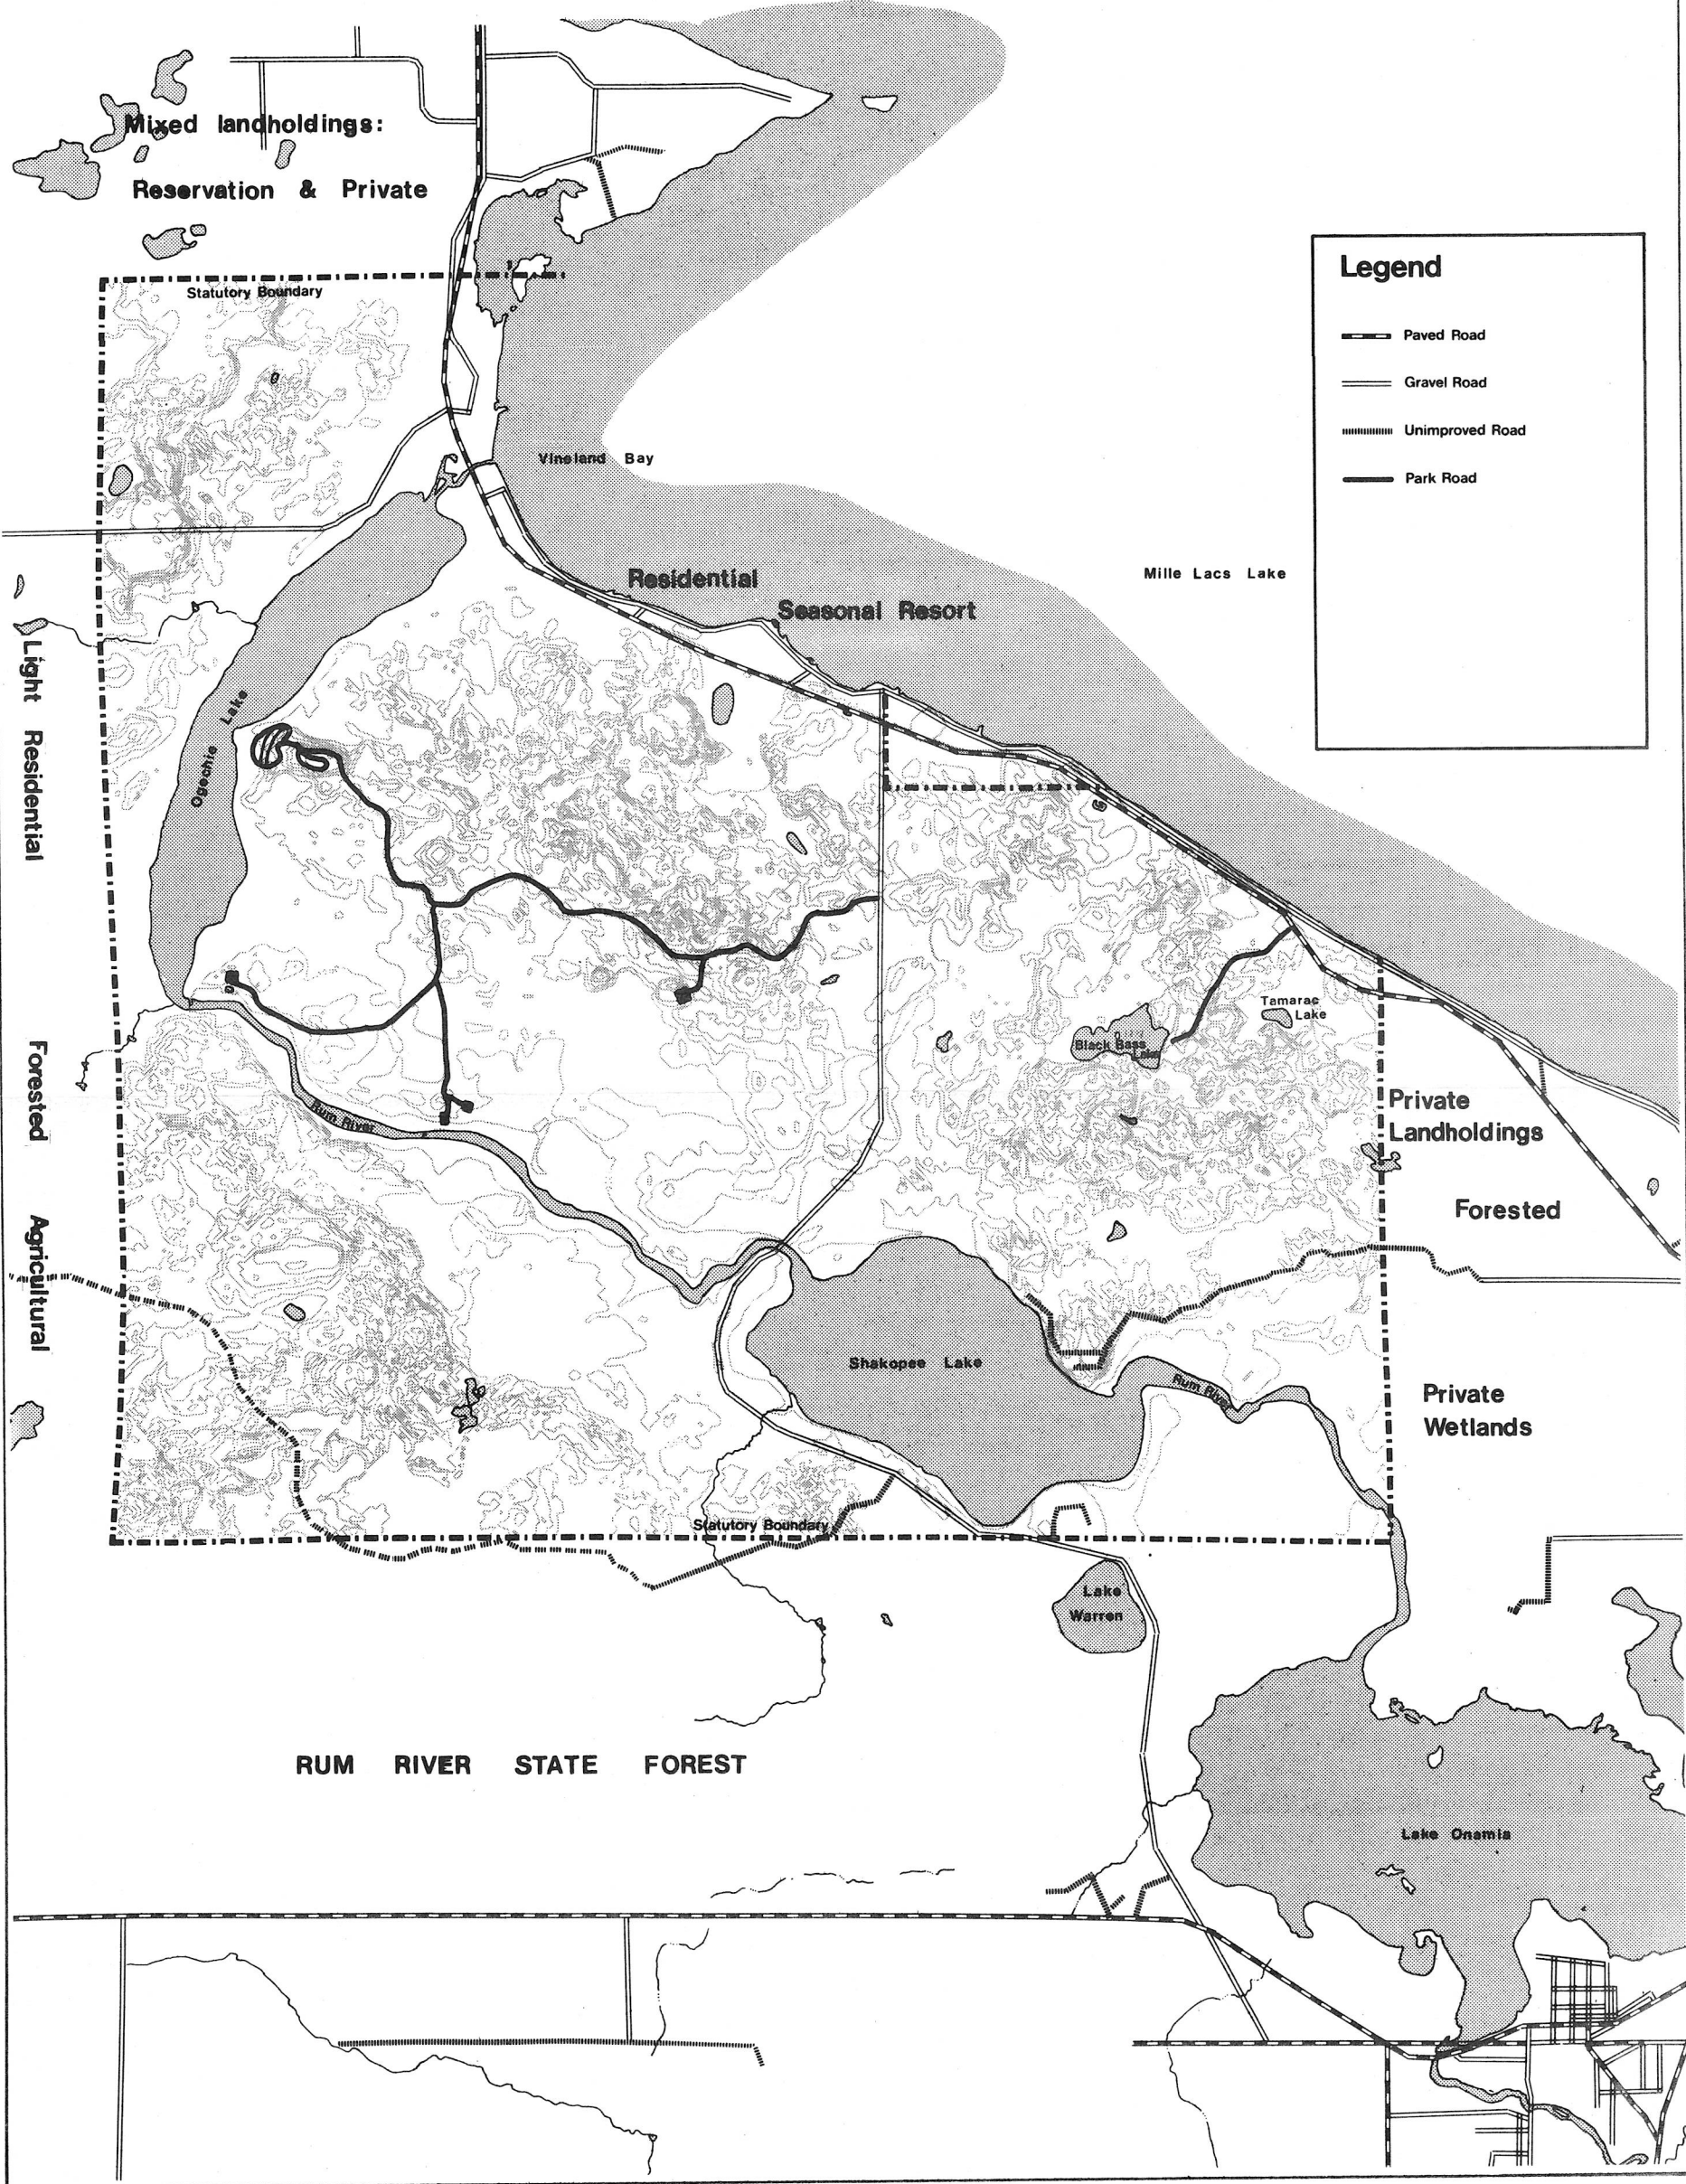 Mixed landholdings:
Reservation & Private
Statutory Boundary
Legend
Paved Road
Gravel Road
Unimproved Road
Park Road
Vineland Bay
Mille Lacs Lake
Residential
Seasonal Resort
Light Residential
Forested
Agricultural
Ogechie Lake
Tamarac
Lake
Black Bass
Lake
Rum River
Private
Landholdings
Forested
Shakopee Lake
Rum River
Private
Wetlands
Statutory Boundary
Lake
Warren
RUM RIVER STATE FOREST
Lake Onamia